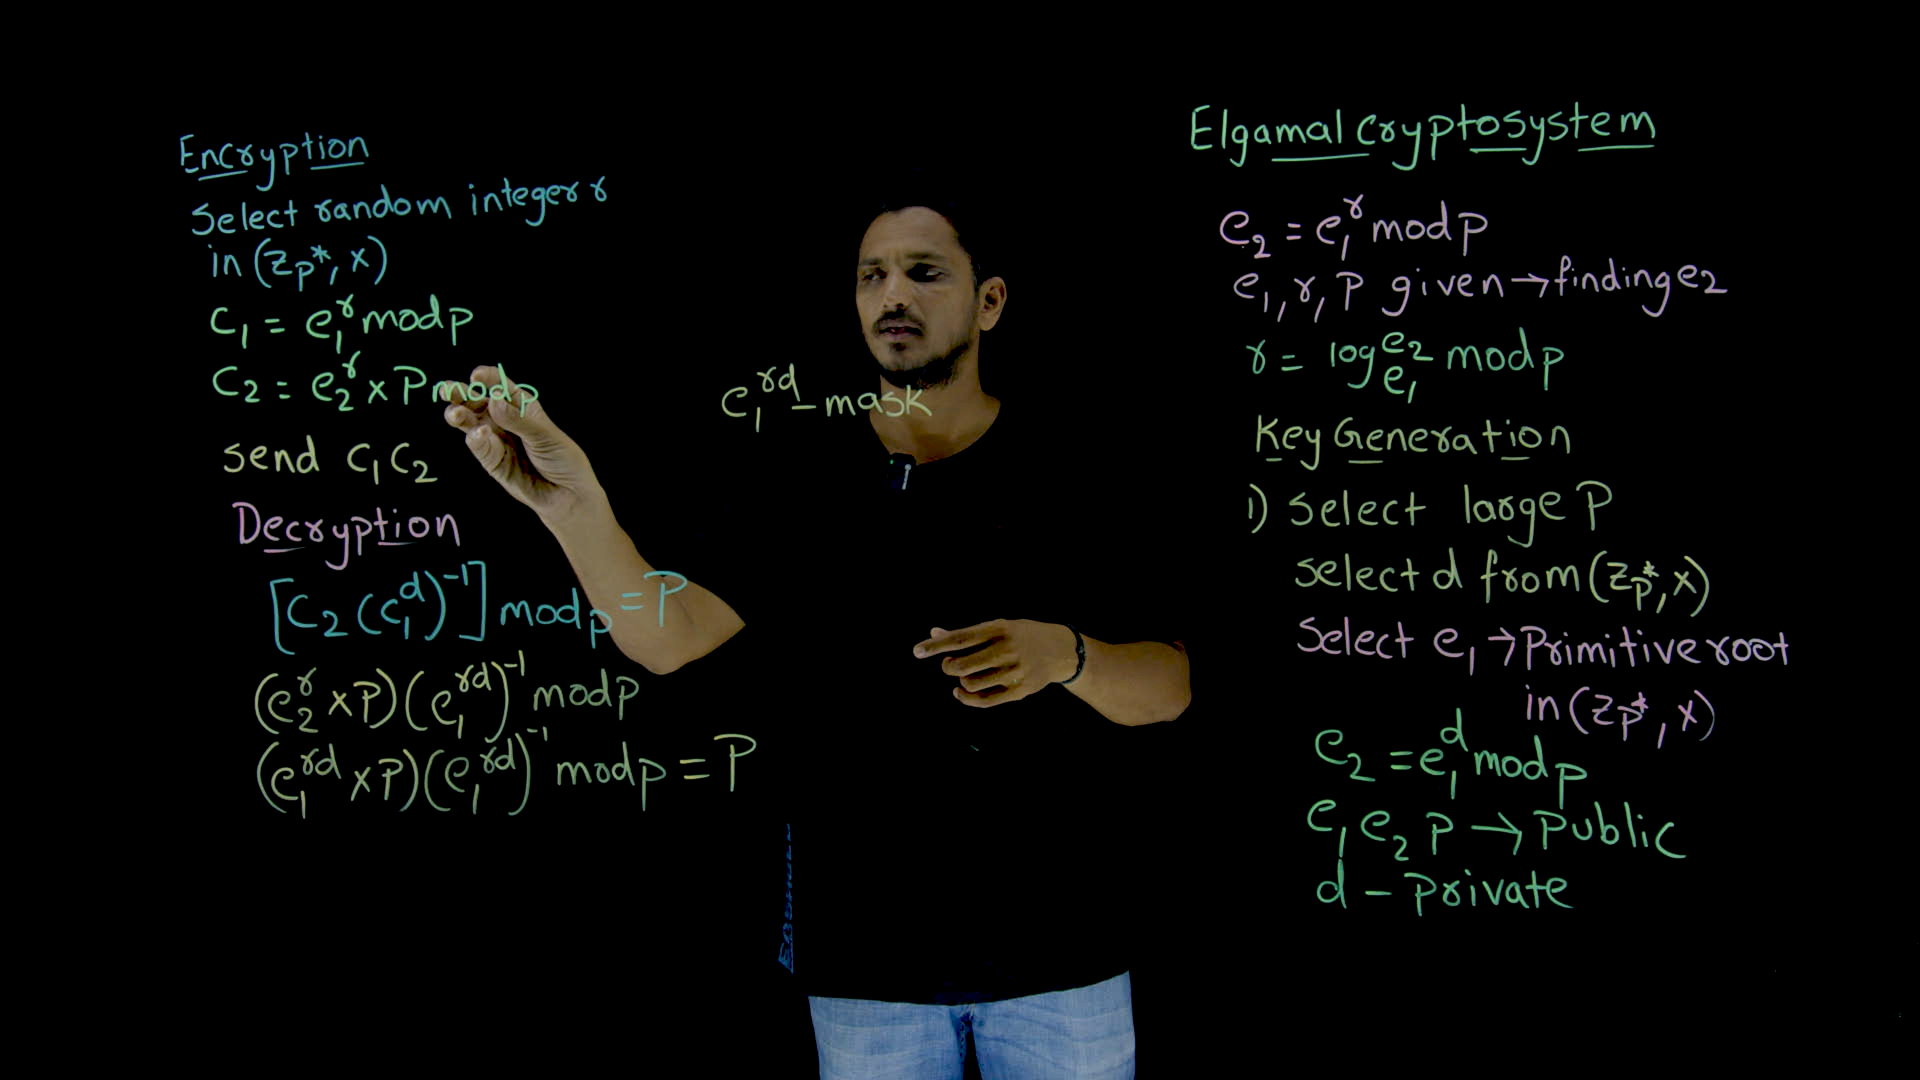 Encryption
Select random integer r
in (Zp*, x)
C₁ = e₁^r mod p
C₂ = e₂^r x P mod p
send C₁ C₂
Decryption
[C₂ (C₁^d)^-1] mod p = P
(e₂^r x P) (e₁^rd)^-1 mod p
(e₁^rd x P) (e₁^rd)^-1 mod p = P
e₁^rd - mask
Elgamal Cryptosystem
e₂ = e₁^r mod p
e₁, r, P given → finding e₂
r = log e₁ e₂ mod p
Key Generation
1) Select large P
Select d from (Zp*, x)
Select e₁ → Primitive root
in (Zp*, x)
e₂ = e₁^d mod p
e₁ e₂ P → Public
d - Private